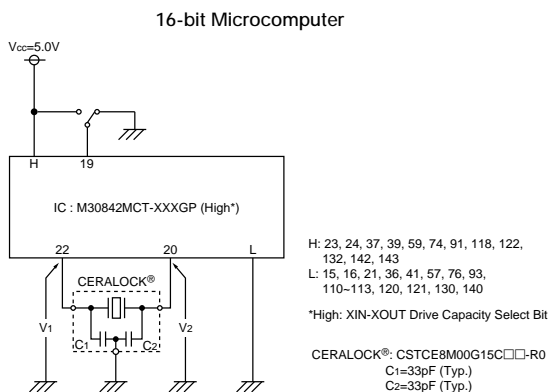 16-bit Microcomputer
Vcc=5.0V
H 19
IC : M30842MCT-XXXGP (High*)
22 20 L
CERALOCK®
V1 C1 C2 V2
H: 23, 24, 37, 39, 59, 74, 91, 118, 122,
132, 142, 143
L: 15, 16, 21, 36, 41, 57, 76, 93,
110~113, 120, 121, 130, 140
*High: XIN-XOUT Drive Capacity Select Bit
CERALOCK®: CSTCE8M00G15C□□-R0
C1=33pF (Typ.)
C2=33pF (Typ.)